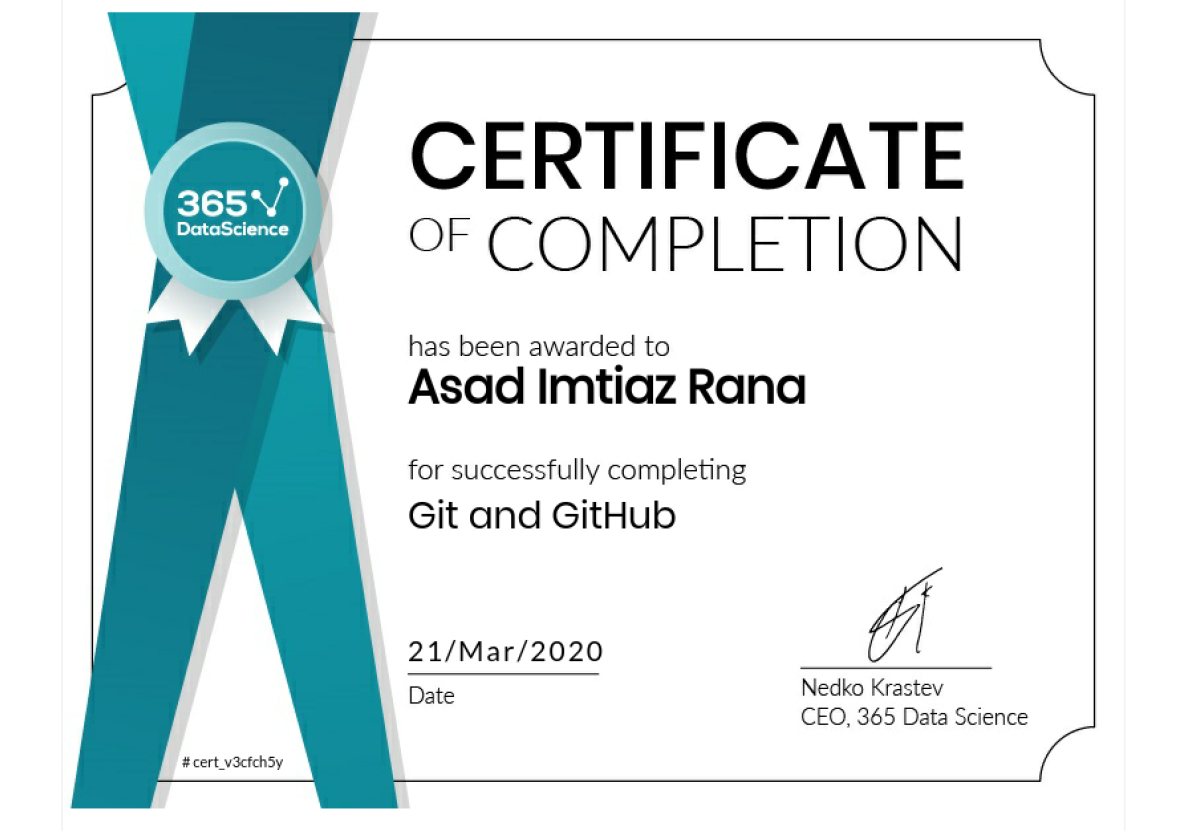 365
DataScience
CERTIFICATE
OF COMPLETION
has been awarded to
Asad Imtiaz Rana
for successfully completing
Git and GitHub
21/Mar/2020
Date
Nedko Krastev
CEO, 365 Data Science
# cert_v3cfch5y